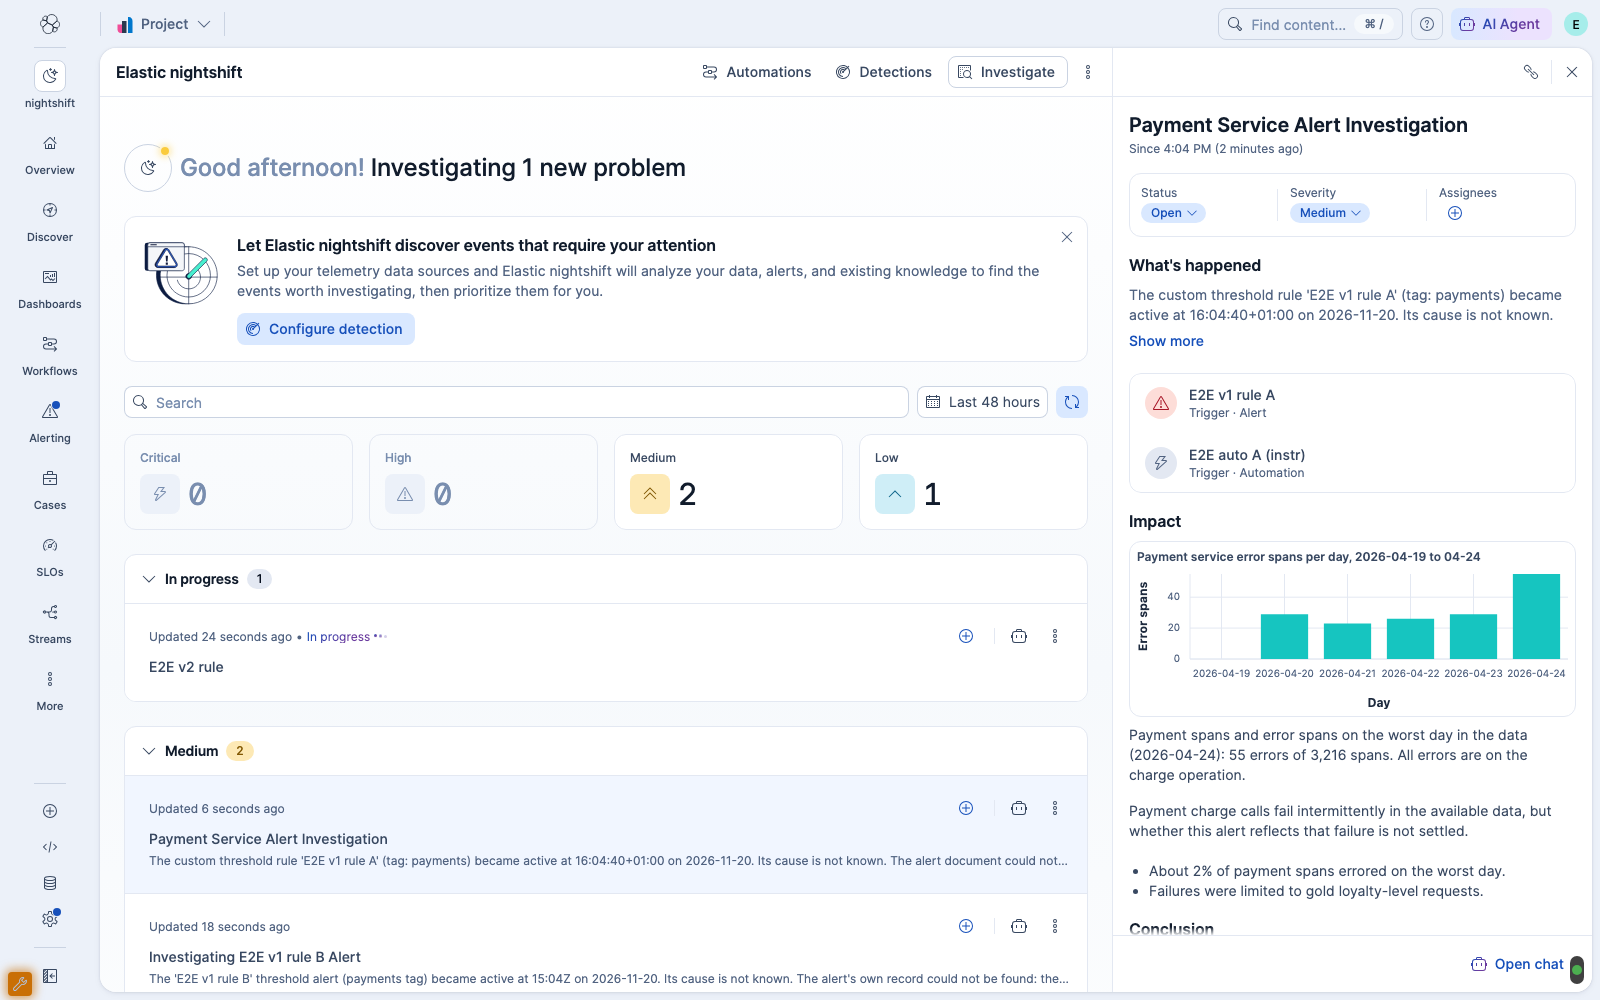 Project
Find content...
⌘ /
AI Agent
E
nightshift
Overview
Discover
Dashboards
Workflows
Alerting
Cases
SLOs
Streams
More
Elastic nightshift
Automations
Detections
Investigate
Good afternoon! Investigating 1 new problem
Let Elastic nightshift discover events that require your attention
Set up your telemetry data sources and Elastic nightshift will analyze your data, alerts, and existing knowledge to find the
events worth investigating, then prioritize them for you.
Configure detection
Search
Last 48 hours
Critical
0
High
0
Medium
2
Low
1
In progress 1
Updated 24 seconds ago • In progress
E2E v2 rule
Medium 2
Updated 6 seconds ago
Payment Service Alert Investigation
The custom threshold rule 'E2E v1 rule A' (tag: payments) became active at 16:04:40+01:00 on 2026-11-20. Its cause is not known. The alert document could not...
Updated 18 seconds ago
Investigating E2E v1 rule B Alert
The 'E2E v1 rule B' threshold alert (payments tag) became active at 15:04Z on 2026-11-20. Its cause is not known. The alert's own record could not be found: the...
Payment Service Alert Investigation
Since 4:04 PM (2 minutes ago)
Status
Open
Severity
Medium
Assignees
What's happened
The custom threshold rule 'E2E v1 rule A' (tag: payments) became
active at 16:04:40+01:00 on 2026-11-20. Its cause is not known.
Show more
E2E v1 rule A
Trigger · Alert
E2E auto A (instr)
Trigger · Automation
Impact
Payment service error spans per day, 2026-04-19 to 04-24
Error spans
40
20
0
2026-04-19 2026-04-20 2026-04-21 2026-04-22 2026-04-23 2026-04-24
Day
Payment spans and error spans on the worst day in the data
(2026-04-24): 55 errors of 3,216 spans. All errors are on the
charge operation.
Payment charge calls fail intermittently in the available data, but
whether this alert reflects that failure is not settled.
• About 2% of payment spans errored on the worst day.
• Failures were limited to gold loyalty-level requests.
Conclusion
Open chat